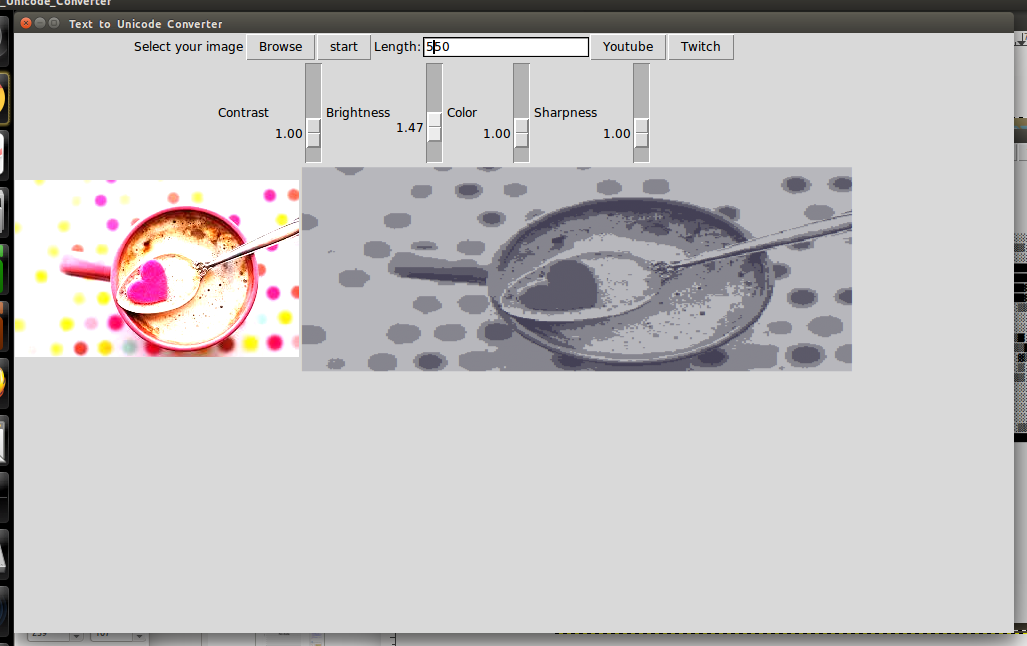 _Unicode_Converter
Text to Unicode Converter
Select your image Browse start Length: 550 Youtube Twitch
Contrast Brightness Color Sharpness
1.00 1.47 1.00 1.00